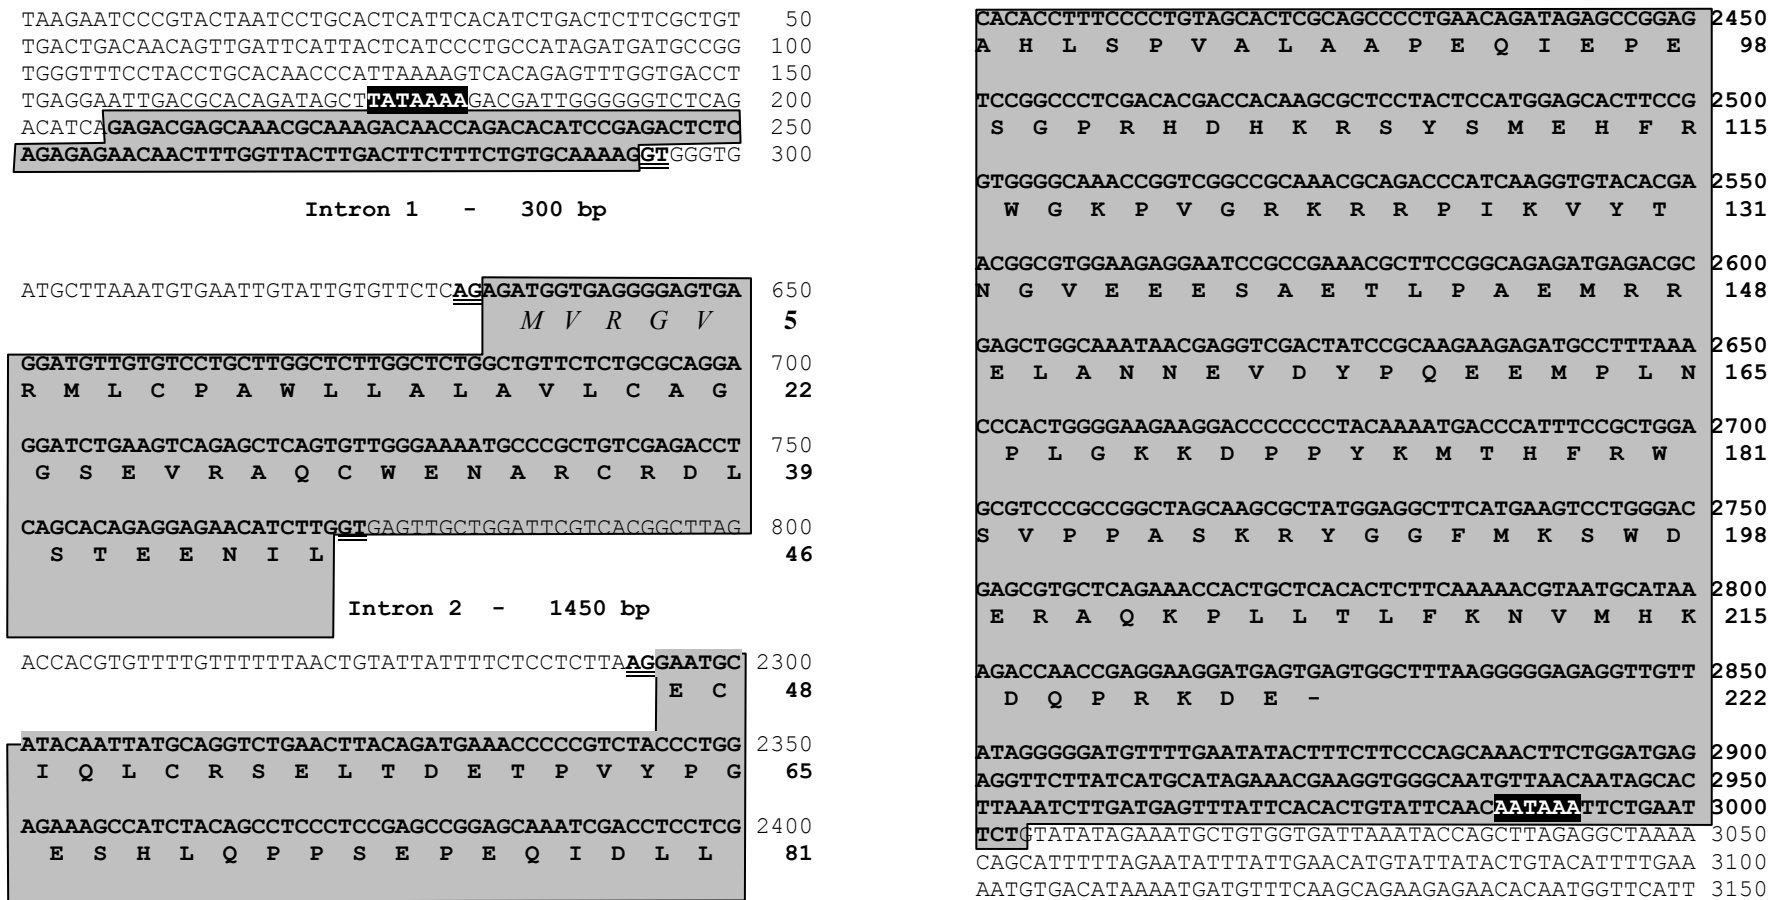 TAAGAATCCCGTACTAATCCTGCACTCATTCACATCTGACTCTTCGCTGT 50
TGACTGACAACAGTTGATTCATTACTCATCCCTGCCATAGATGATGCCGG 100
TGGGTTTCCTACCTGCACAACCCATTAAAAGTCACAGAGTTTGGTGACCT 150
TGAGGAATTGACGCACAGATAGCTTATAAAAGACGATTGGGGGGTCTCAG 200
ACATCAGAGACGAGCAAACGCAAAGACAACCAGACACATCCGAGACTCTC 250
AGAGAGAACAACTTTGGTTACTTGACTTCTTTCTGTGCAAAAGGTGGGTG 300
Intron 1 - 300 bp
ATGCTTAAATGTGAATTGTATTGTGTTCTCAGAGATGGTGAGGGGAGTGA 650
M V R G V 5
GGATGTTGTGTCCTGCTTGGCTCTTGGCTCTGGCTGTTCTCTGCGCAGGA 700
R M L C P A W L L A L A V L C A G 22
GGATCTGAAGTCAGAGCTCAGTGTTGGGAAAATGCCCGCTGTCGAGACCT 750
G S E V R A Q C W E N A R C R D L 39
CAGCACAGAGGAGAACATCTTGGTGAGTTGCTGGATTCGTCACGGCTTAG 800
S T E E N I L 46
Intron 2 - 1450 bp
ACCACGTGTTTTGTTTTTTAACTGTATTATTTTCTCCTCTTAAGGAATGC 2300
E C 48
ATACAATTATGCAGGTCTGAACTTACAGATGAAACCCCCGTCTACCCTGG 2350
I Q L C R S E L T D E T P V Y P G 65
AGAAAGCCATCTACAGCCTCCCTCCGAGCCGGAGCAAATCGACCTCCTCG 2400
E S H L Q P P S E P E Q I D L L 81
CACACCTTTCCCCTGTAGCACTCGCAGCCCCTGAACAGATAGAGCCGGAG 2450
A H L S P V A L A A P E Q I E P E 98
TCCGGCCCTCGACACGACCACAAGCGCTCCTACTCCATGGAGCACTTCCG 2500
S G P R H D H K R S Y S M E H F R 115
GTGGGGCAAACCGGTCGGCCGCAAACGCAGACCCATCAAGGTGTACACGA 2550
W G K P V G R K R R P I K V Y T 131
ACGGCGTGGAAGAGGAATCCGCCGAAACGCTTCCGGCAGAGATGAGACGC 2600
N G V E E E S A E T L P A E M R R 148
GAGCTGGCAAATAACGAGGTCGACTATCCGCAAGAAGAGATGCCTTTAAA 2650
E L A N N E V D Y P Q E E M P L N 165
CCCACTGGGGAAGAAGGACCCCCCCTACAAAATGACCCATTTCCGCTGGA 2700
P L G K K D P P Y K M T H F R W 181
GCGTCCCGCCGGCTAGCAAGCGCTATGGAGGCTTCATGAAGTCCTGGGAC 2750
S V P P A S K R Y G G F M K S W D 198
GAGCGTGCTCAGAAACCACTGCTCACACTCTTCAAAAACGTAATGCATAA 2800
E R A Q K P L L T L F K N V M H K 215
AGACCAACCGAGGAAGGATGAGTGAGTGGCTTTAAGGGGGAGAGGTTGTT 2850
D Q P R K D E - 222
ATAGGGGGATGTTTTGAATATACTTTCTTCCCAGCAAACTTCTGGATGAG 2900
AGGTTCTTATCATGCATAGAAACGAAGGTGGGCAATGTTAACAATAGCAC 2950
TTAAATCTTGATGAGTTTATTCACACTGTATTCAACAATAAATTCTGAAT 3000
TCTGTATATAGAAATGCTGTGGTGATTAAATACCAGCTTAGAGGCTAAAA 3050
CAGCATTTTTAGAATATTTATTGAACATGTATTATACTGTACATTTTGAA 3100
AATGTGACATAAAATGATGTTTCAAGCAGAAGAGAACACAATGGTTCATT 3150